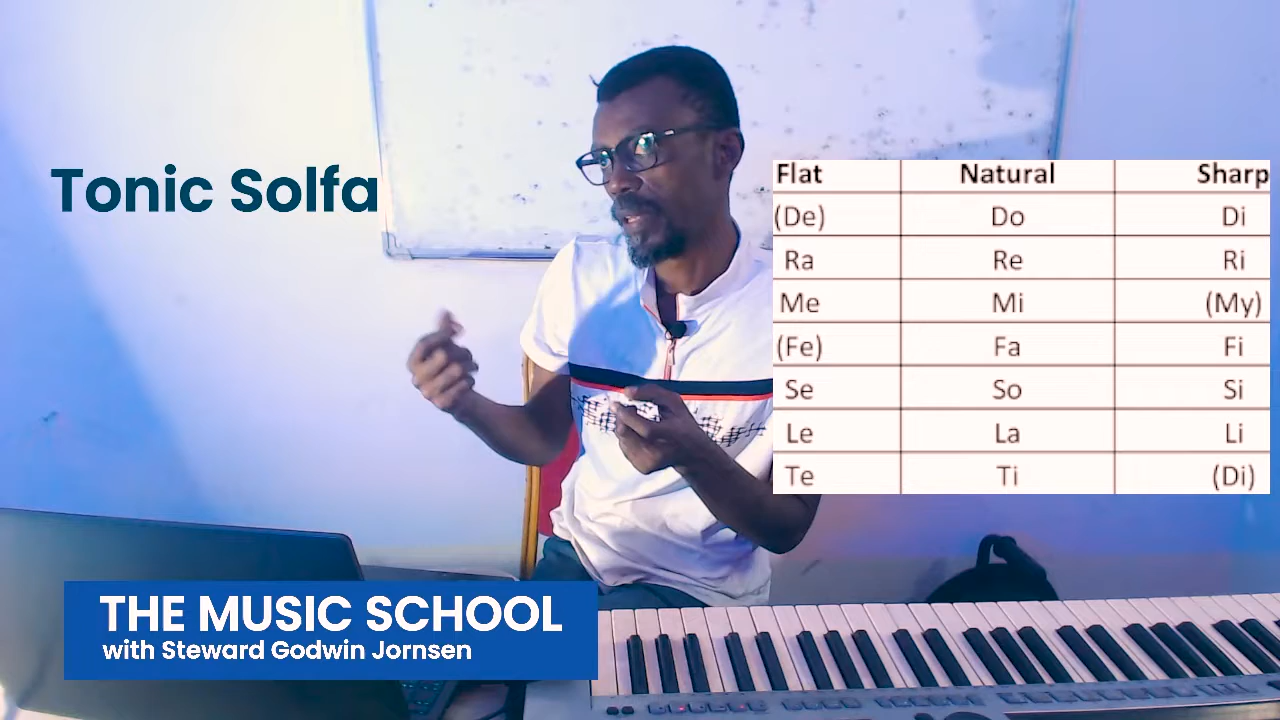 Tonic Solfa
Flat Natural Sharp
(De) Do Di
Ra Re Ri
Me Mi (My)
(Fe) Fa Fi
Se So Si
Le La Li
Te Ti (Di)
THE MUSIC SCHOOL
with Steward Godwin Jornsen